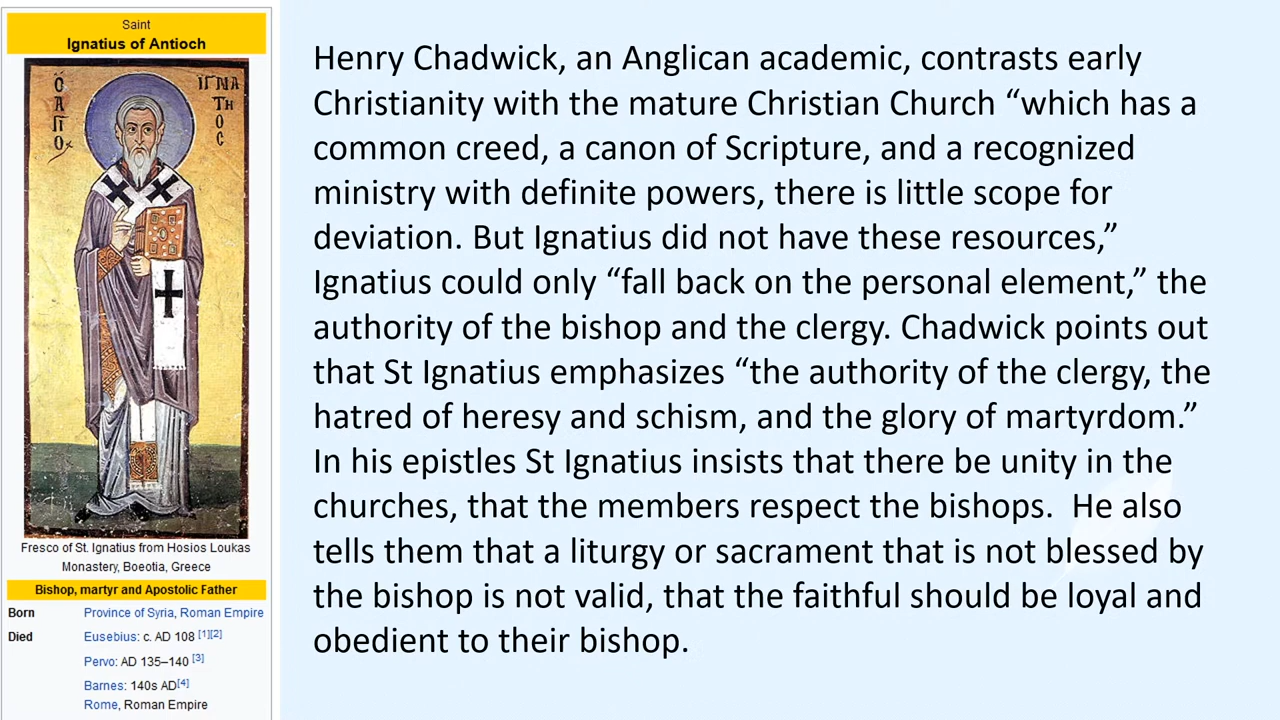 Saint
Ignatius of Antioch
Ο
Α
Γ
Ι
Ο
ΙΓΝΑ
ΤΗ
Ο
С
Fresco of St. Ignatius from Hosios Loukas
Monastery, Boeotia, Greece
Bishop, martyr and Apostolic Father
Born Province of Syria, Roman Empire
Died Eusebius: c. AD 108 [1][2]
Pervo: AD 135–140 [3]
Barnes: 140s AD[4]
Rome, Roman Empire
Henry Chadwick, an Anglican academic, contrasts early
Christianity with the mature Christian Church “which has a
common creed, a canon of Scripture, and a recognized
ministry with definite powers, there is little scope for
deviation. But Ignatius did not have these resources,”
Ignatius could only “fall back on the personal element,” the
authority of the bishop and the clergy. Chadwick points out
that St Ignatius emphasizes “the authority of the clergy, the
hatred of heresy and schism, and the glory of martyrdom.”
In his epistles St Ignatius insists that there be unity in the
churches, that the members respect the bishops.  He also
tells them that a liturgy or sacrament that is not blessed by
the bishop is not valid, that the faithful should be loyal and
obedient to their bishop.